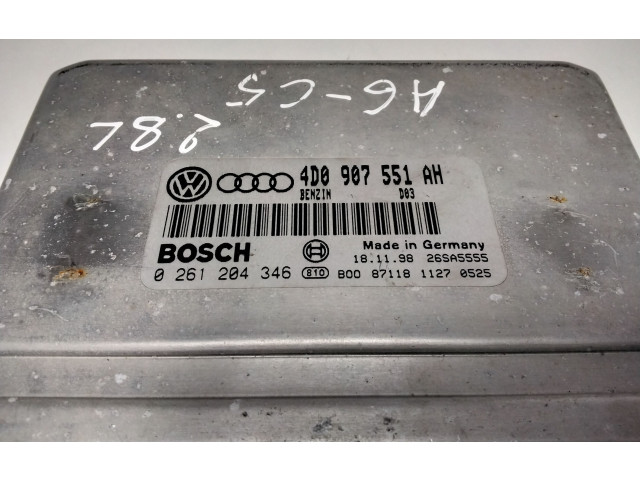 A6-C5
2.8L
4D0 907 551 AH
BENZIN D03
BOSCH
Made in Germany
18.11.98 26SA5555
0 261 204 346 810 B00 87118 1127 0525